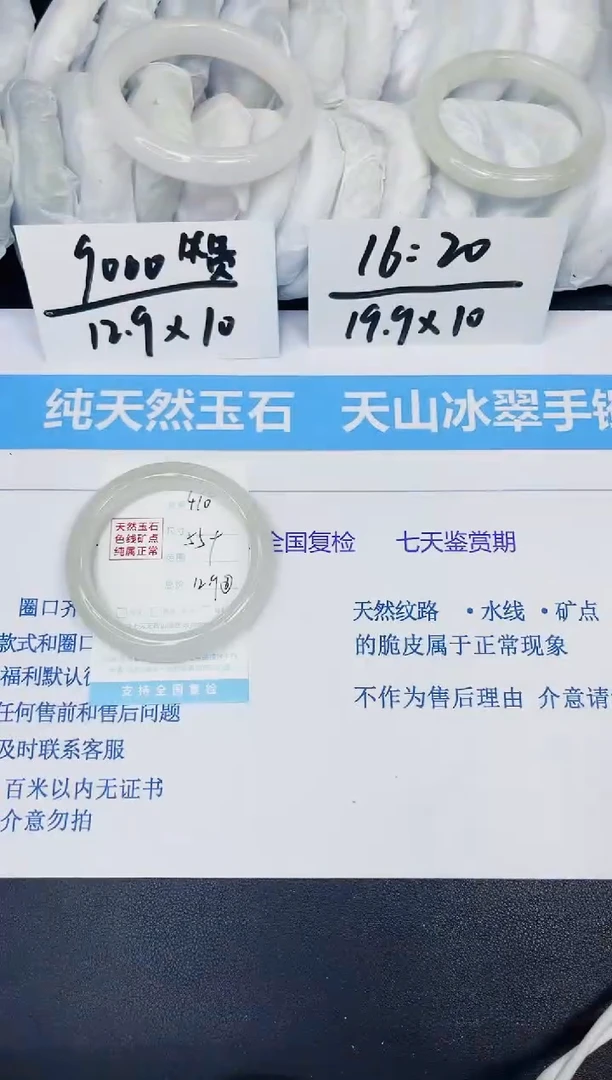 9000
12.9×10
16:20
19.9×10
纯天然玉石 天山冰翠手镯
410
天然玉石
色线矿点
纯属正常
尺寸 55+
12.9
支持全国复检
全国复检 七天鉴赏期
圈口齐
款式和圈口
福利默认
任何售前和售后问题
及时联系客服
百米以内无证书
介意勿拍
天然纹路 •水线 •矿点
的脆皮属于正常现象
不作为售后理由 介意请